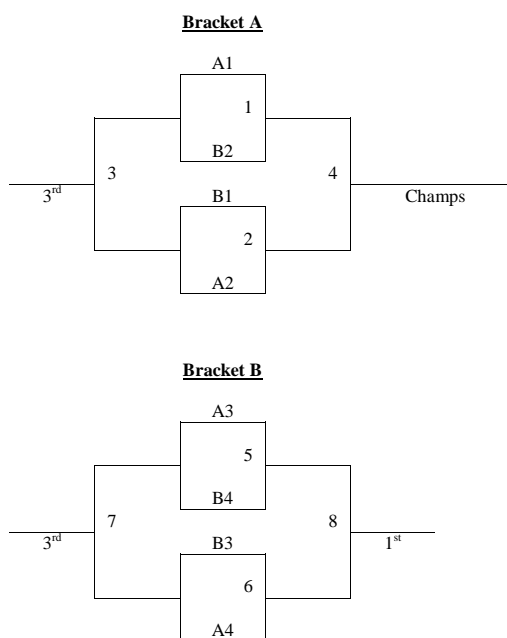 Bracket A
A1
1
B2
3 4
3rd B1 Champs
2
A2
Bracket B
A3
5
B4
7 8
3rd B3 1st
6
A4